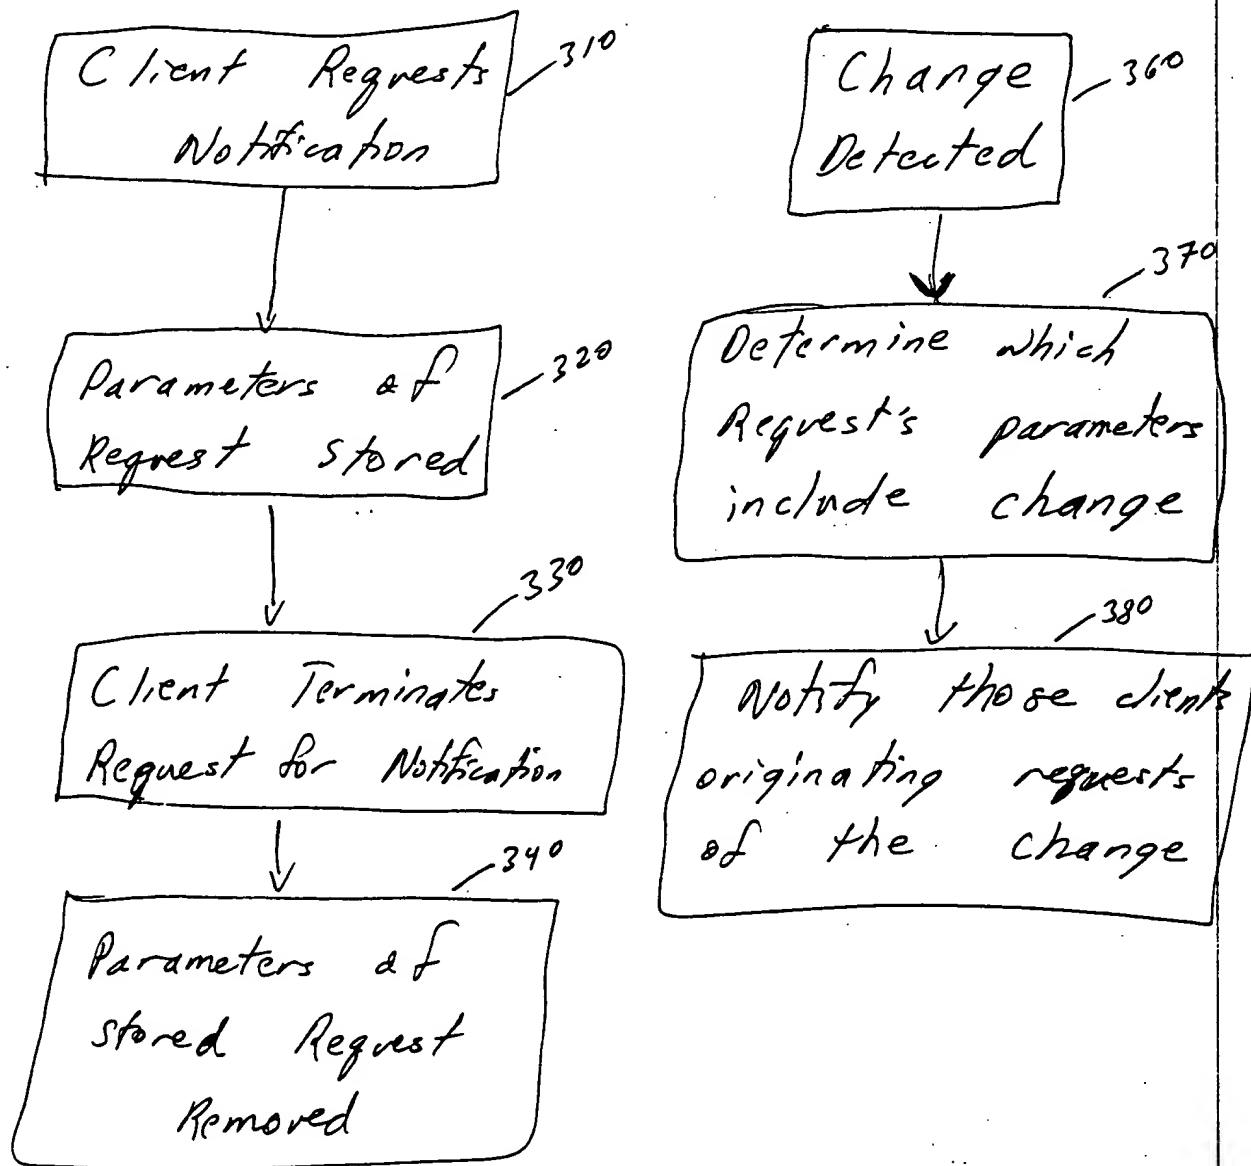 Client Requests
Notification
310
Parameters of
Request stored
320
330
Client Terminates
Request for Notification
340
Parameters of
stored Request
Removed
Change
Detected
360
370
Determine which
Request's parameters
include change
380
Notify those clients
originating requests
of the change